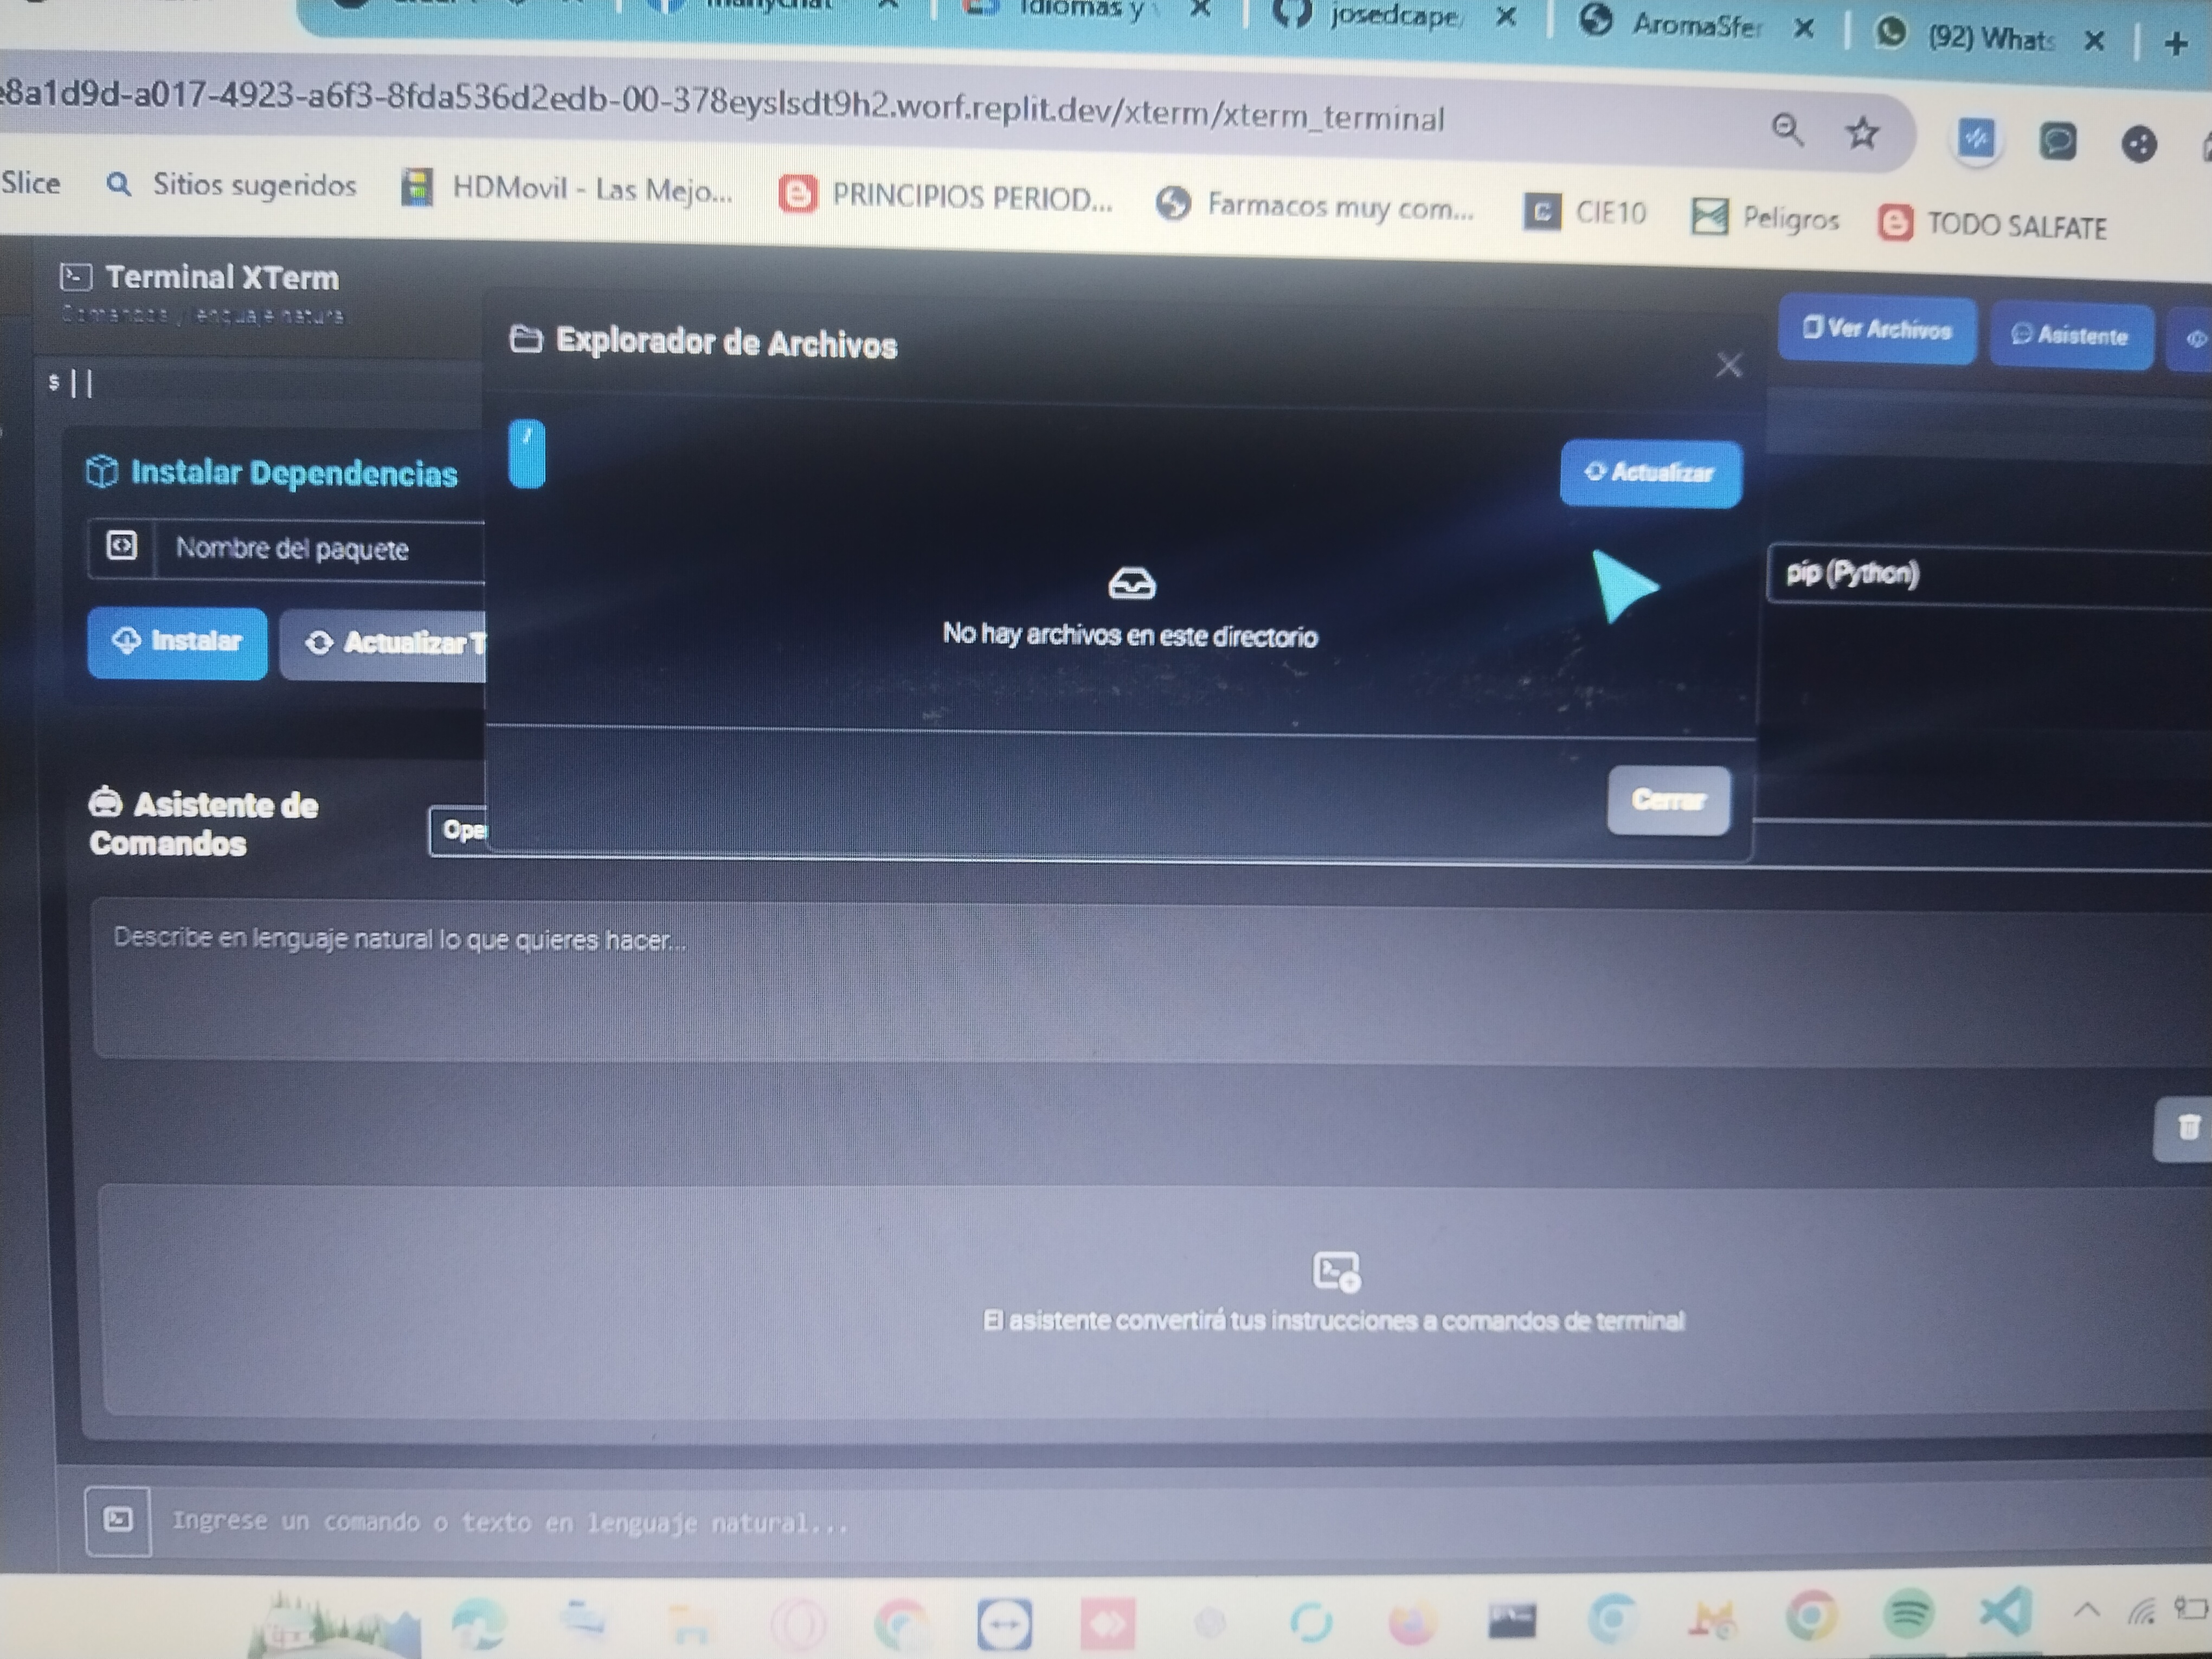 Idiomas y
josedcape
AromaSfer
(92) Whats
e8a1d9d-a017-4923-a6f3-8fda536d2edb-00-378eyslsdt9h2.worf.replit.dev/xterm/xterm_terminal
Slice
Sitios sugeridos
HDMovil - Las Mejo...
PRINCIPIOS PERIOD...
Farmacos muy com...
CIE10
Peligros
TODO SALFATE
Terminal XTerm
Comandos y lenguaje natural
Explorador de Archivos
Ver Archivos
Asistente
$
/
Actualizar
Instalar Dependencias
Nombre del paquete
pip (Python)
No hay archivos en este directorio
Instalar
Actualizar T
Cerrar
Asistente de
Comandos
Ope
Describe en lenguaje natural lo que quieres hacer...
El asistente convertirá tus instrucciones a comandos de terminal
Ingrese un comando o texto en lenguaje natural...